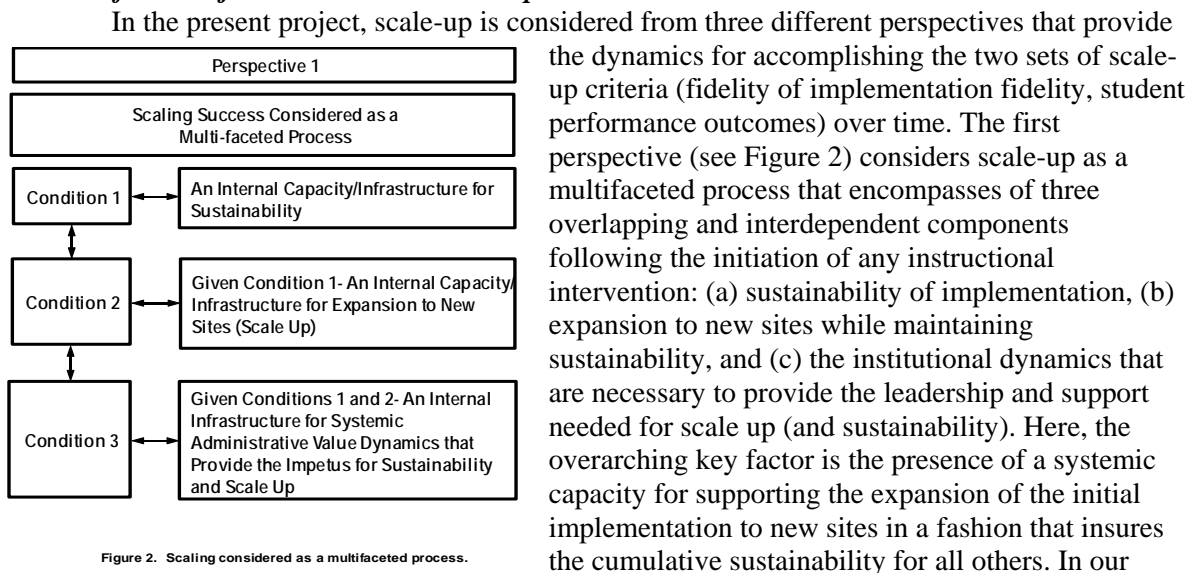 In the present project, scale-up is considered from three different perspectives that provide
the dynamics for accomplishing the two sets of scale-
up criteria (fidelity of implementation fidelity, student
performance outcomes) over time. The first
perspective (see Figure 2) considers scale-up as a
multifaceted process that encompasses of three
overlapping and interdependent components
following the initiation of any instructional
intervention: (a) sustainability of implementation, (b)
expansion to new sites while maintaining
sustainability, and (c) the institutional dynamics that
are necessary to provide the leadership and support
needed for scale up (and sustainability). Here, the
overarching key factor is the presence of a systemic
capacity for supporting the expansion of the initial
implementation to new sites in a fashion that insures
the cumulative sustainability for all others. In our
Perspective 1
Scaling Success Considered as a
Multi-faceted Process
Condition 1
An Internal Capacity/Infrastructure for
Sustainability
Condition 2
Given Condition 1- An Internal Capacity/
Infrastructure for Expansion to New
Sites (Scale Up)
Condition 3
Given Conditions 1 and 2- An Internal
Infrastructure for Systemic
Administrative Value Dynamics that
Provide the Impetus for Sustainability
and Scale Up
Figure 2. Scaling considered as a multifaceted process.